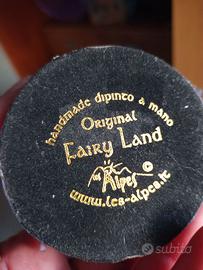 handmade dipinto a mano
Original
Fairy Land
les Alpes ©
www.les-alpes.it
subito